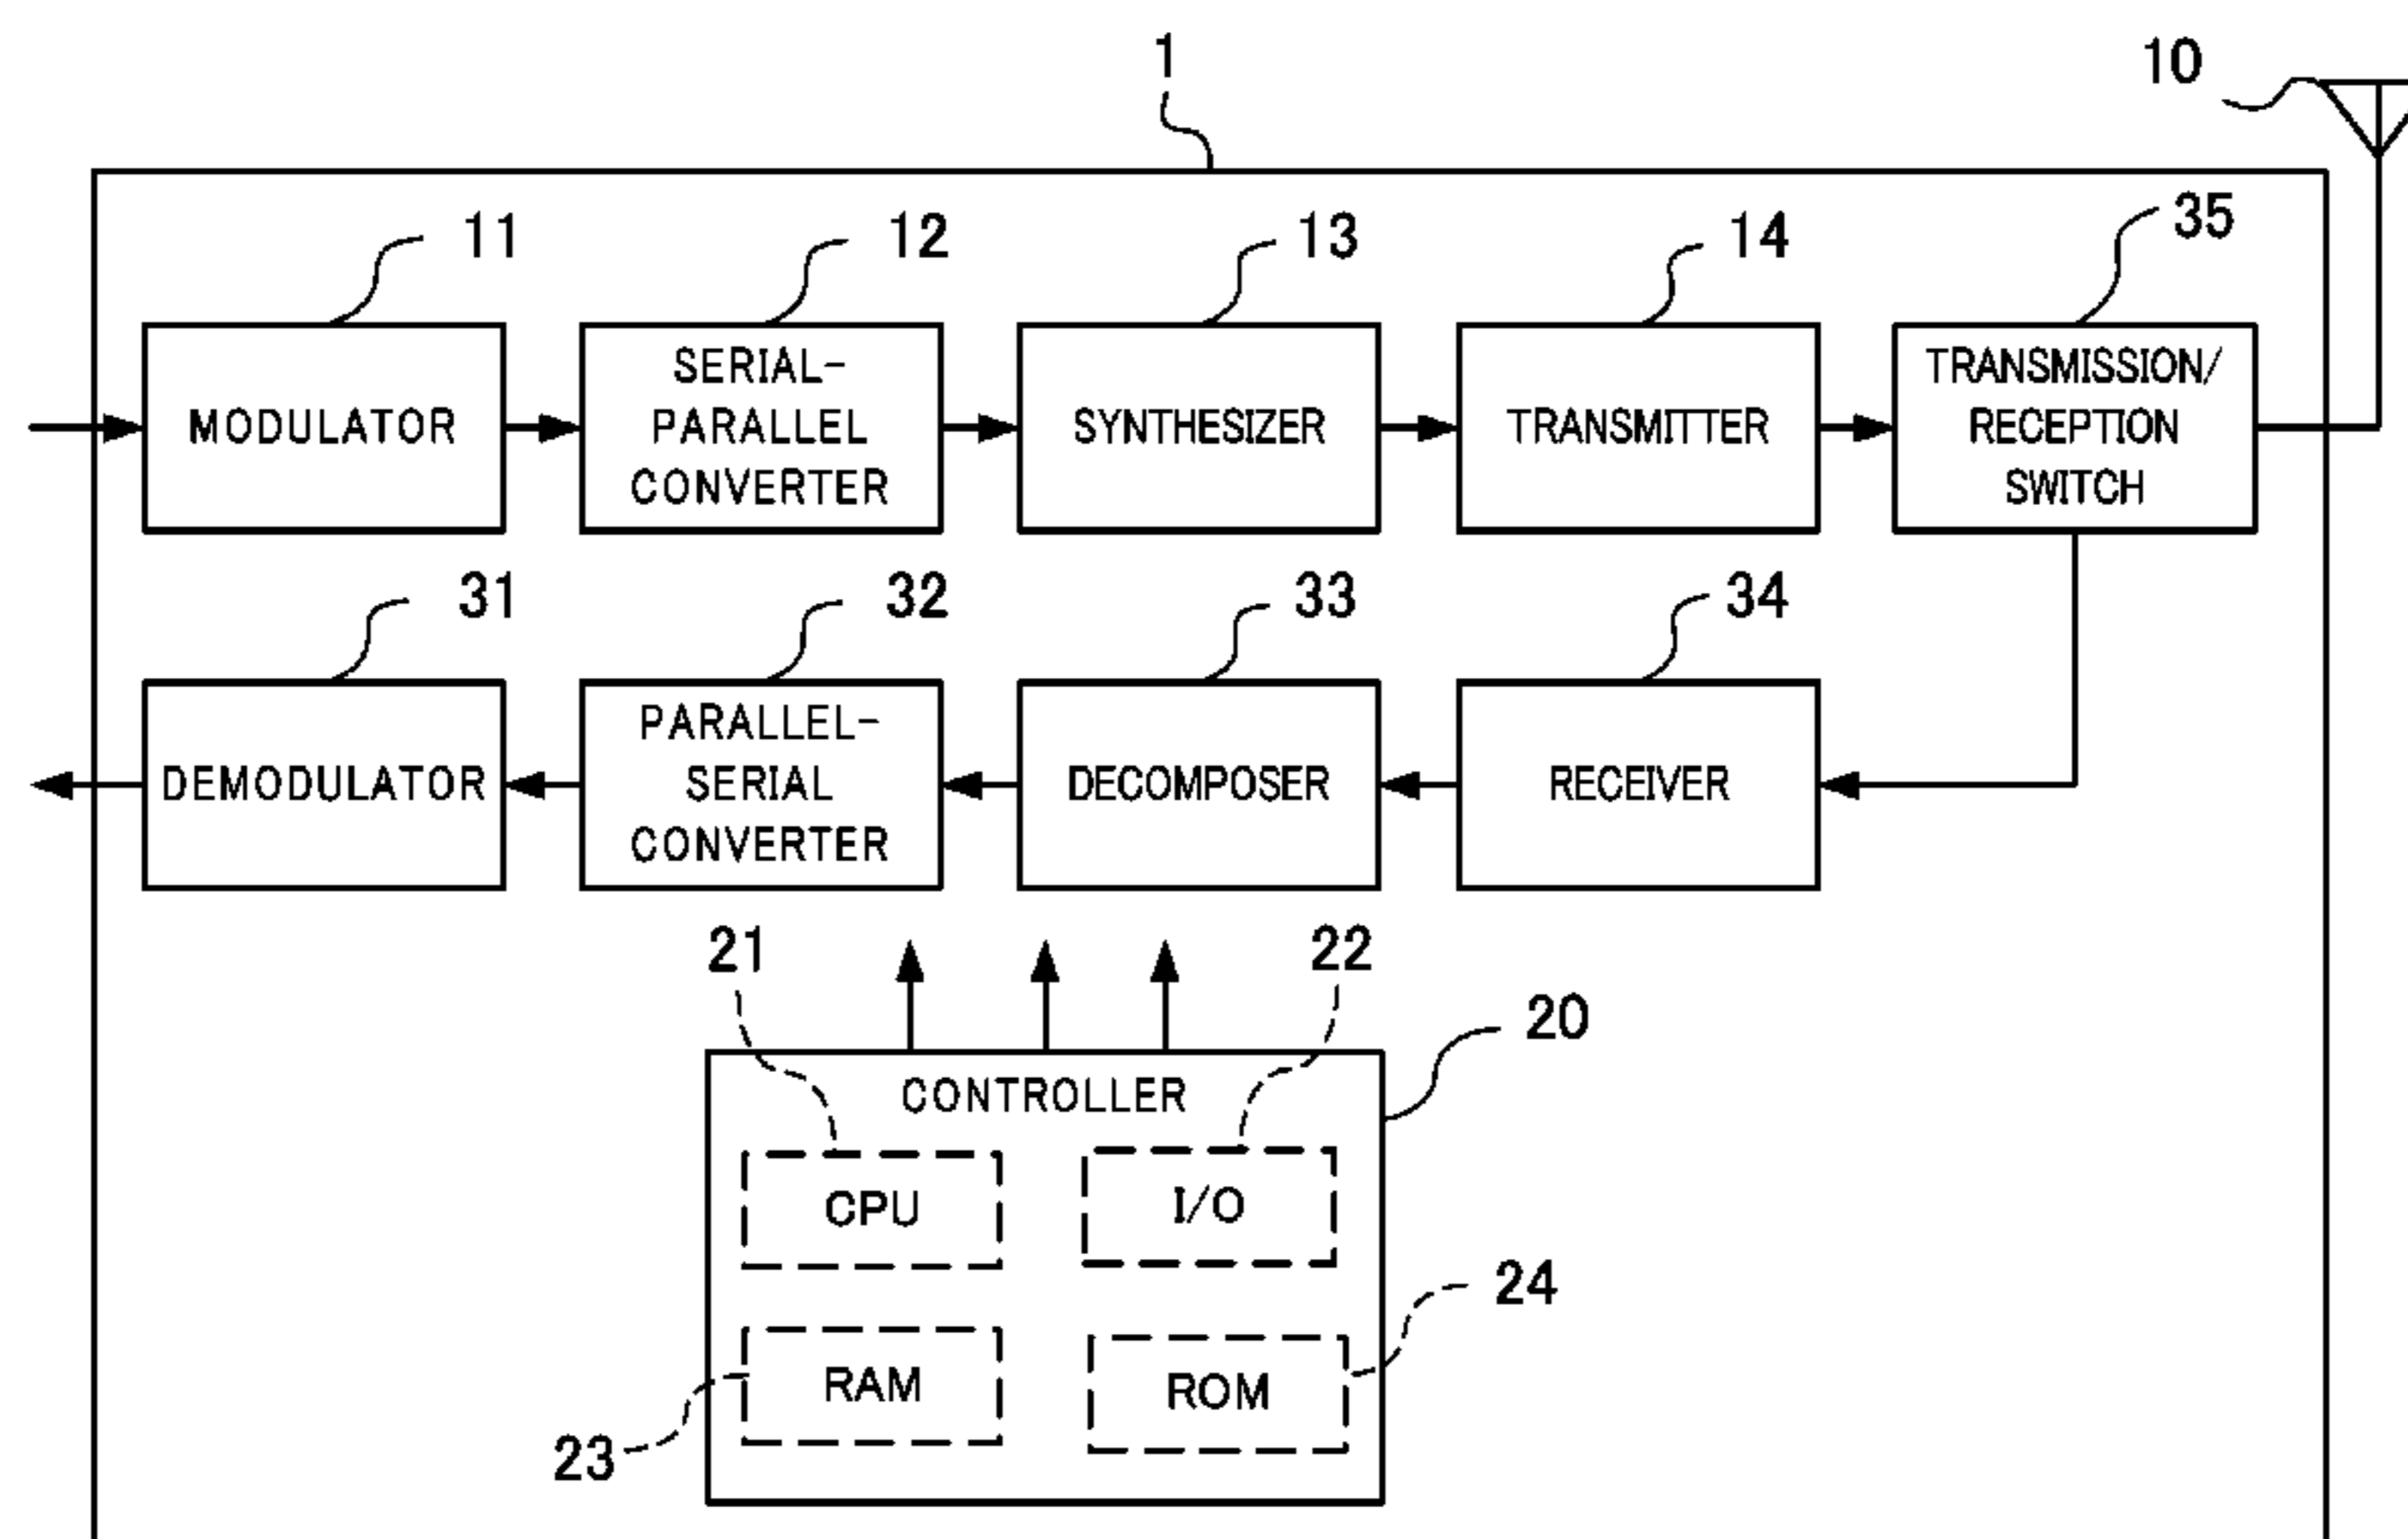 1
10
11
12
13
14
35
MODULATOR
SERIAL-
PARALLEL
CONVERTER
SYNTHESIZER
TRANSMITTER
TRANSMISSION/
RECEPTION
SWITCH
31
32
33
34
DEMODULATOR
PARALLEL-
SERIAL
CONVERTER
DECOMPOSER
RECEIVER
21
22
20
CONTROLLER
CPU
I/O
24
RAM
ROM
23